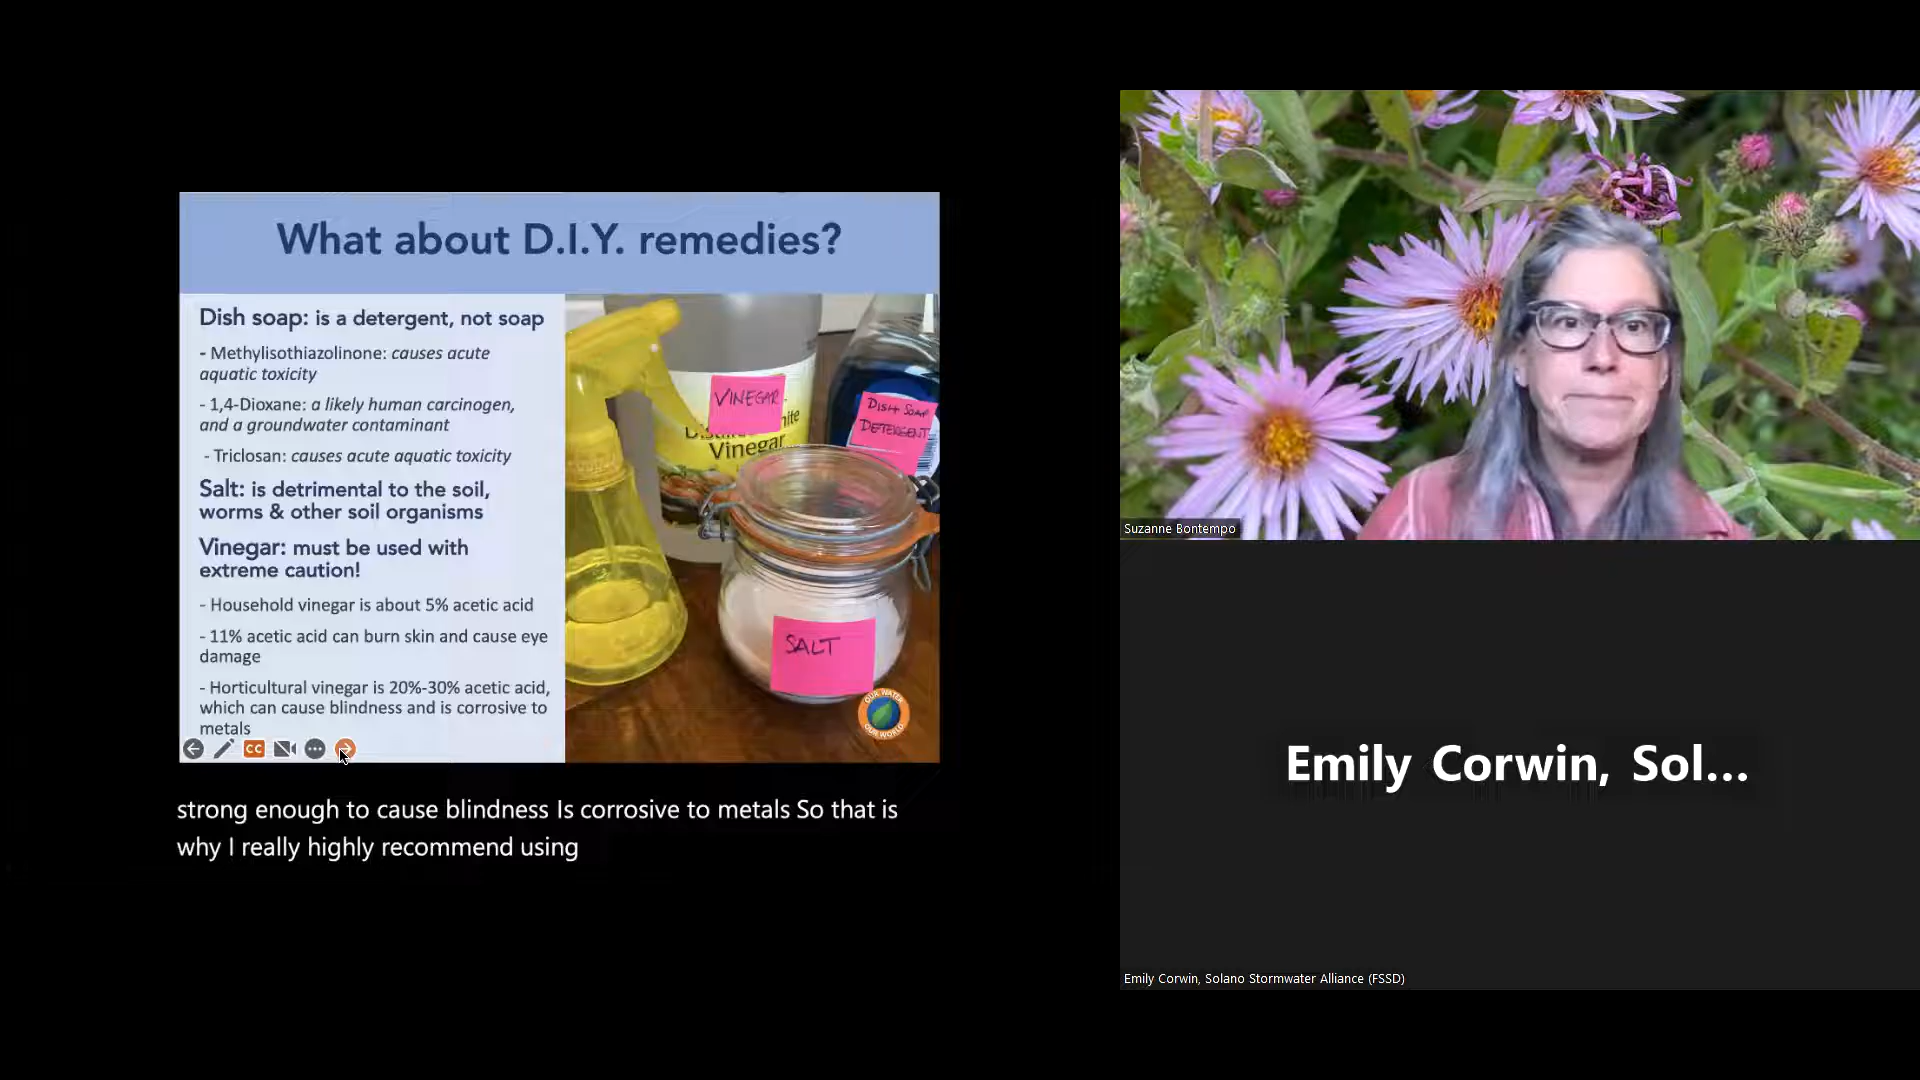 What about D.I.Y. remedies?
Dish soap: is a detergent, not soap
- Methylisothiazolinone: causes acute
aquatic toxicity
- 1,4-Dioxane: a likely human carcinogen,
and a groundwater contaminant
- Triclosan: causes acute aquatic toxicity
Salt: is detrimental to the soil,
worms & other soil organisms
Vinegar: must be used with
extreme caution!
- Household vinegar is about 5% acetic acid
- 11% acetic acid can burn skin and cause eye
damage
- Horticultural vinegar is 20%-30% acetic acid,
which can cause blindness and is corrosive to
metals
CC
VINEGAR
Vinegar
DISH SOAP
DETERGENT
SALT
OUR WATER
OUR WORLD
strong enough to cause blindness Is corrosive to metals So that is
why I really highly recommend using
Suzanne Bontempo
Emily Corwin, Sol...
Emily Corwin, Solano Stormwater Alliance (FSSD)